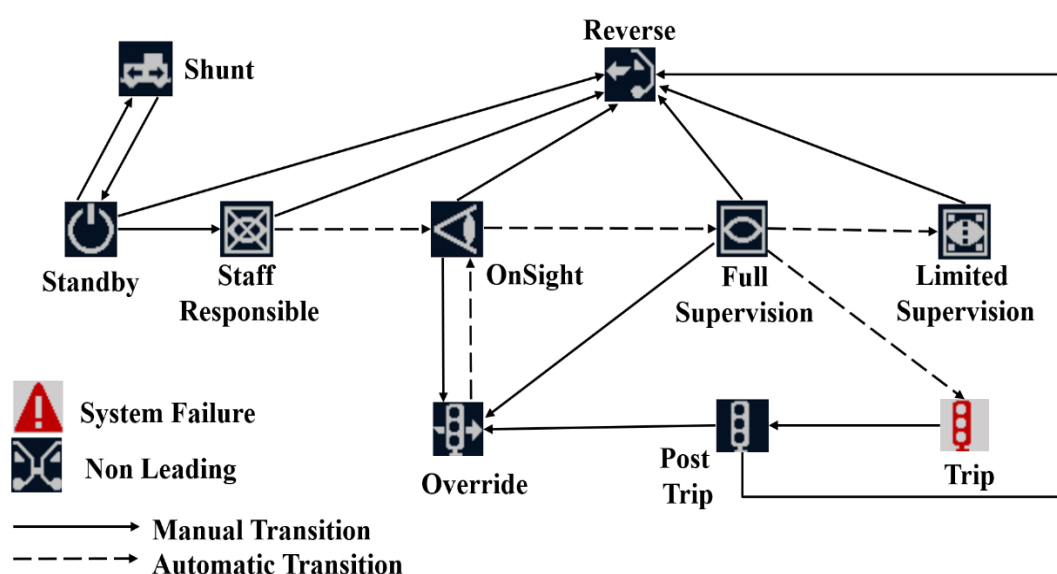 Reverse
Shunt
Standby
Staff
Responsible
OnSight
Full
Supervision
Limited
Supervision
System Failure
Non Leading
Override
Post
Trip
Trip
Manual Transition
Automatic Transition